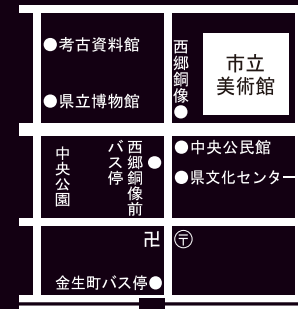 考古資料館
県立博物館
西郷銅像
市立
美術館
中央公園
西郷銅像前
バス停
中央公民館
県文化センター
卍
〒
金生町バス停